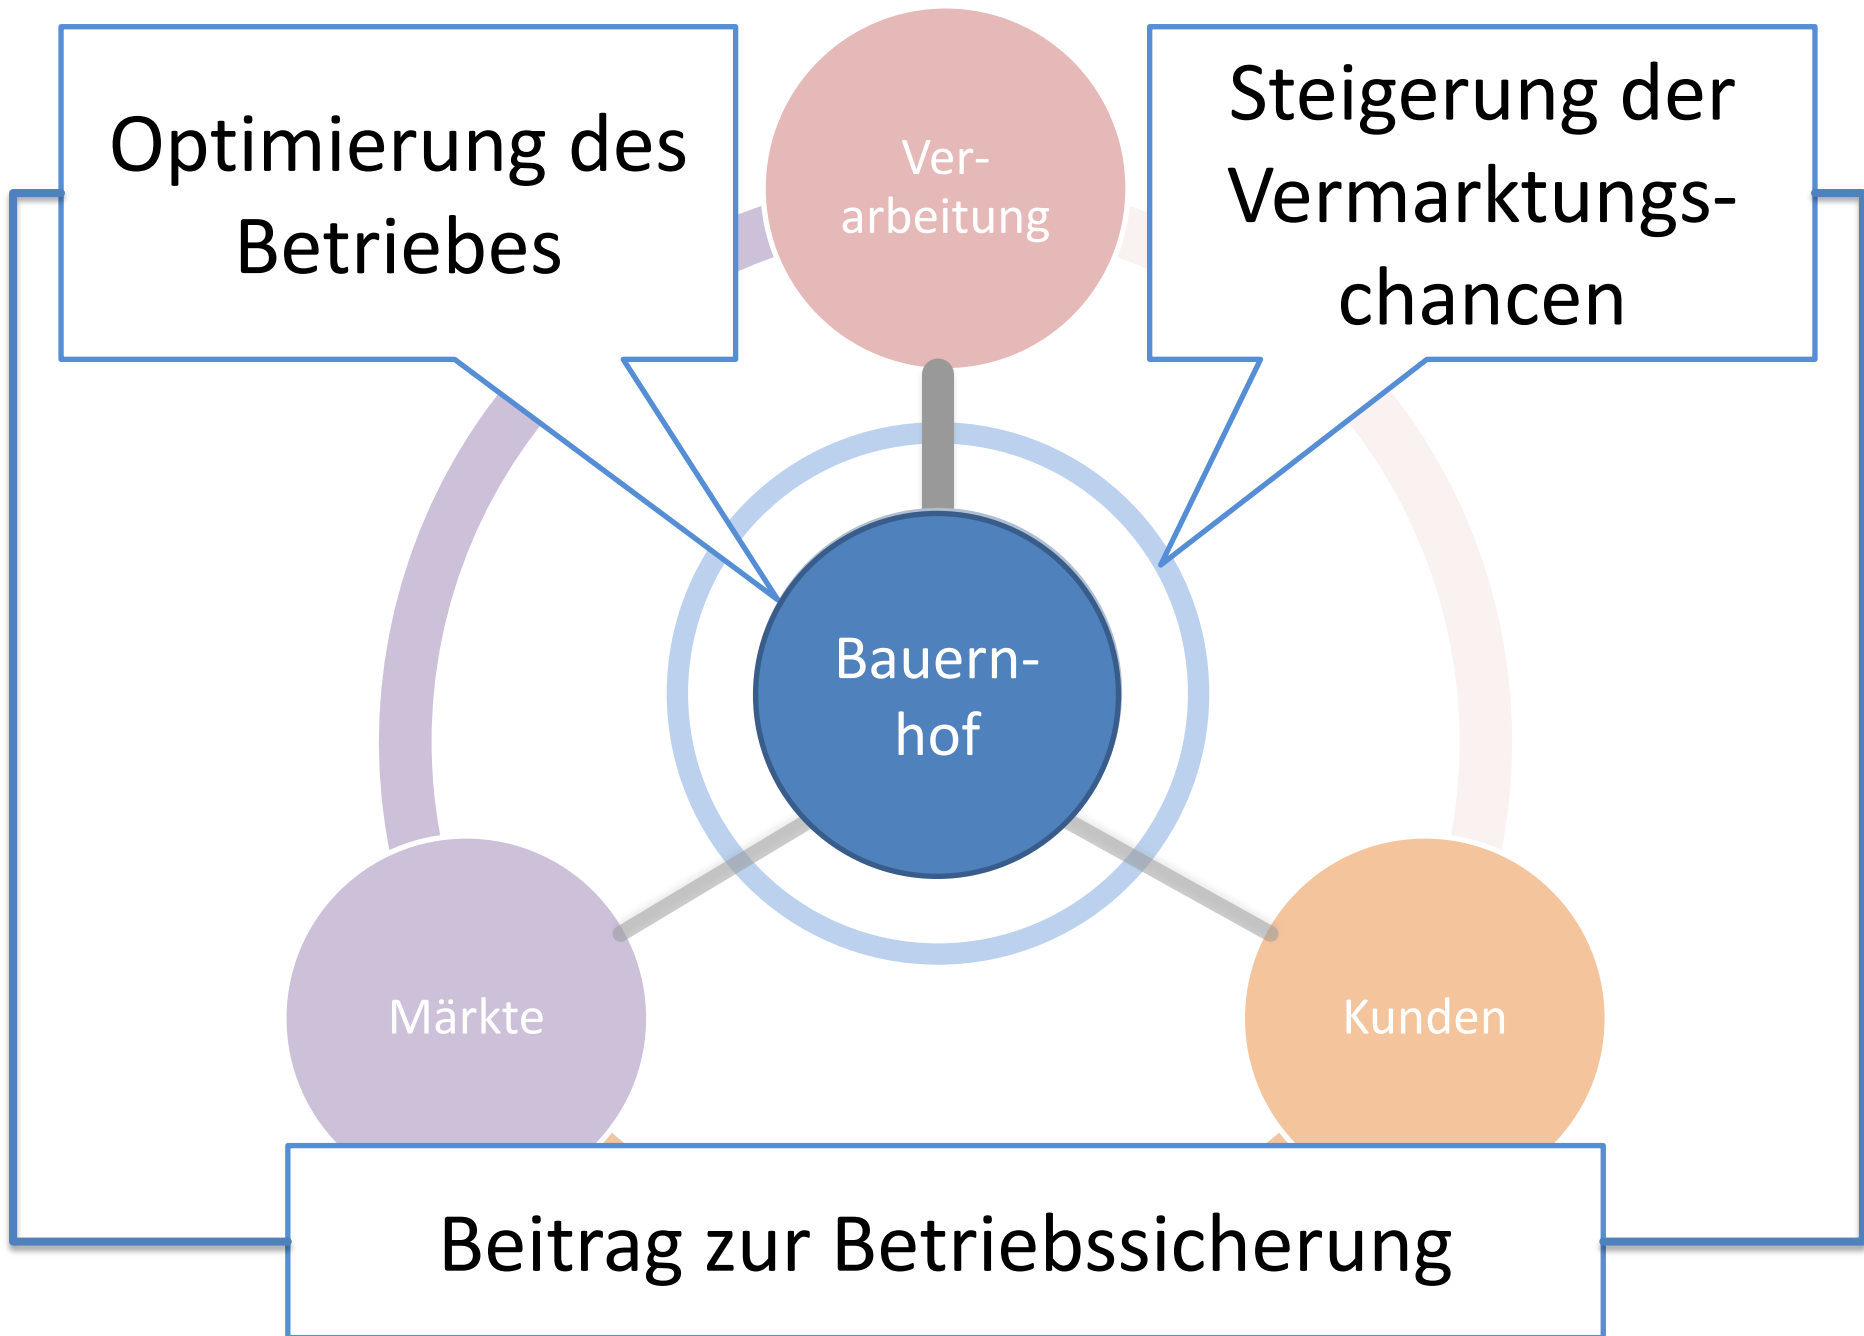 Optimierung des
Betriebes
Ver-
arbeitung
Steigerung der
Vermarktungs-
chancen
Bauern-
hof
Märkte
Kunden
Beitrag zur Betriebssicherung